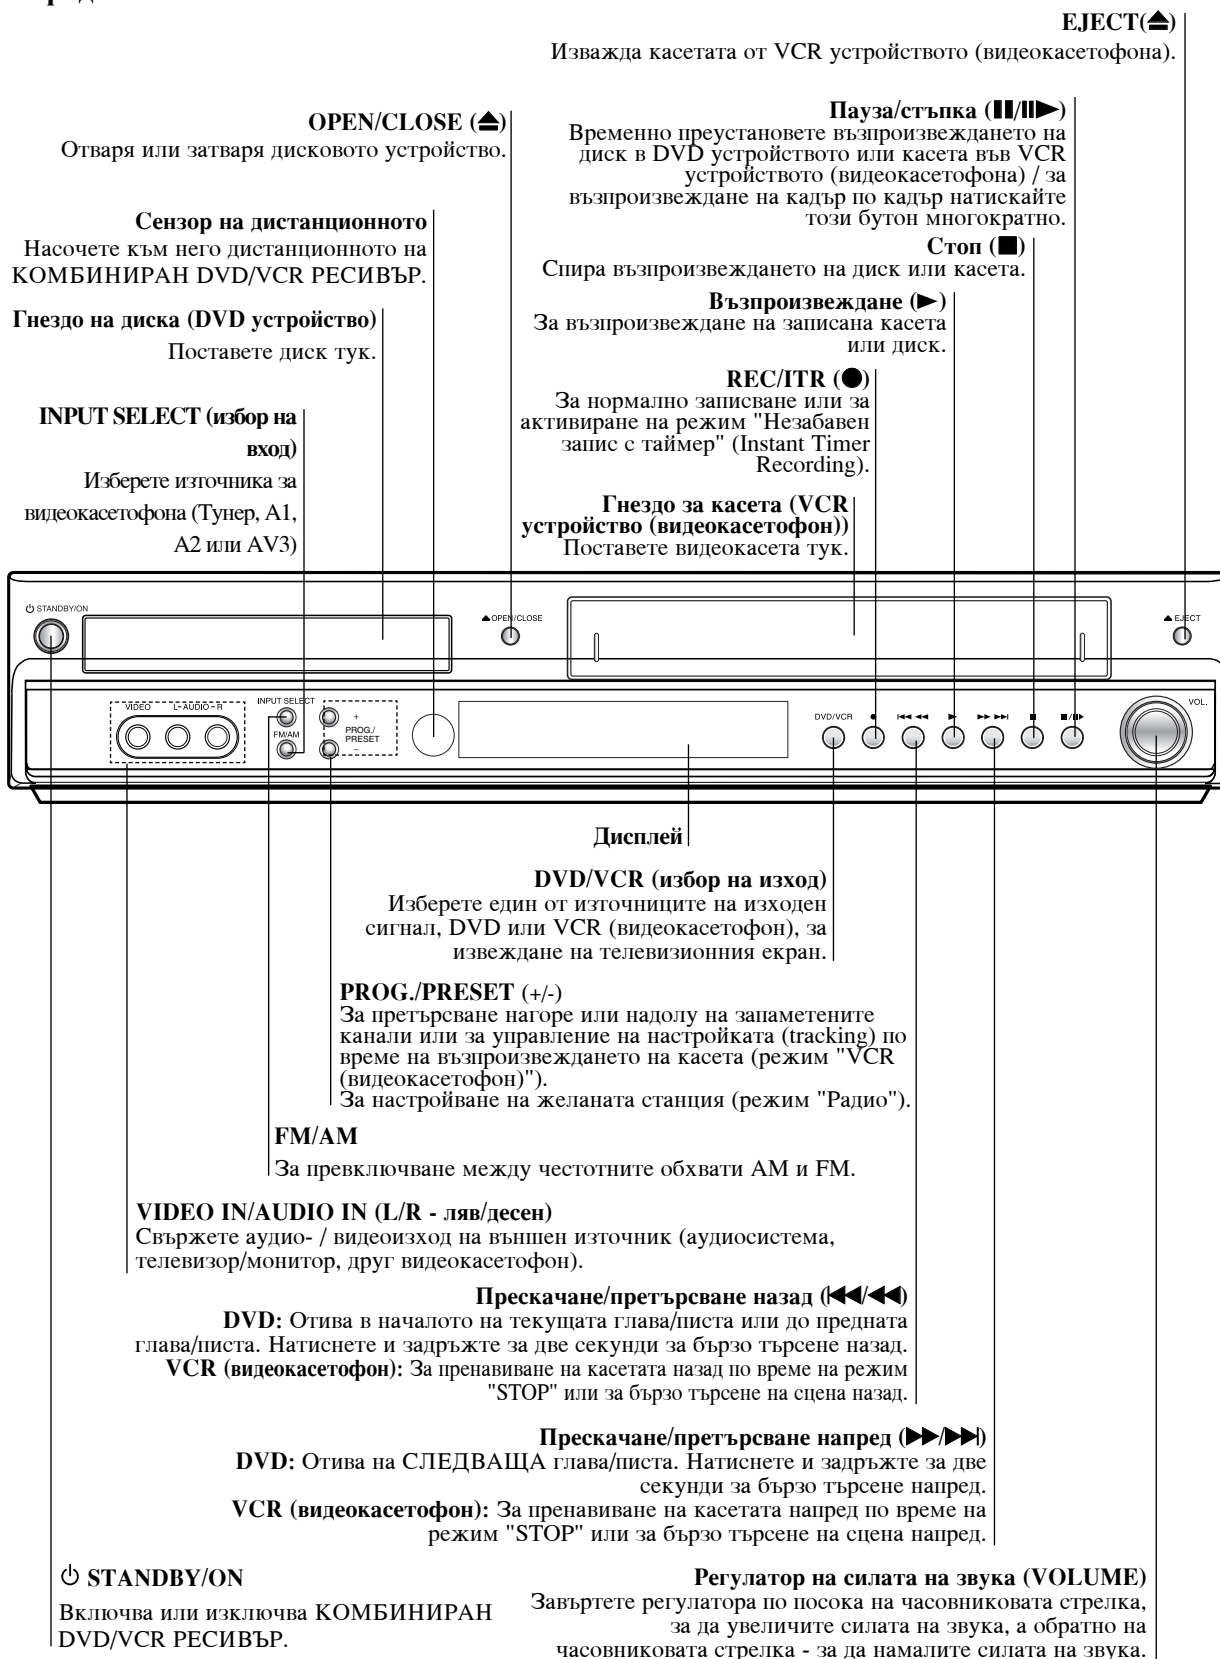 EJECT(⏏)
Изважда касетата от VCR устройството (видеокасетофона).
OPEN/CLOSE (⏏)
Отваря или затваря дисковото устройство.
Пауза/стъпка (▮▮/▮▮▶)
Временно преустановете възпроизвеждането на
диск в DVD устройството или касета във VCR
устройството (видеокасетофона) / за
възпроизвеждане на кадър по кадър натискайте
този бутон многократно.
Сензор на дистанционното
Насочете към него дистанционното на
КОМБИНИРАН DVD/VCR РЕСИВЪР.
Стоп (■)
Спира възпроизвеждането на диск или касета.
Възпроизвеждане (▶)
За възпроизвеждане на записана касета
или диск.
Гнездо на диска (DVD устройство)
Поставете диск тук.
REC/ITR (●)
За нормално записване или за
активиране на режим "Незабавен
запис с таймер" (Instant Timer
Recording).
INPUT SELECT (избор на
вход)
Изберете източника за
видеокасетофона (Тунер, А1,
А2 или AV3)
Гнездо за касета (VCR
устройство (видеокасетофон))
Поставете видеокасета тук.
⏻ STANDBY/ON
⏏ OPEN/CLOSE
⏏ EJECT
VIDEO
L - AUDIO - R
INPUT SELECT
FM/AM
+
PROG./
PRESET
−
DVD/VCR
●
|◀◀ ◀◀
▶
▶▶ ▶▶|
■
▮▮/▮▮▶
VOL.
Дисплей
DVD/VCR (избор на изход)
Изберете един от източниците на изходен
сигнал, DVD или VCR (видеокасетофон), за
извеждане на телевизионния екран.
PROG./PRESET (+/-)
За претърсване нагоре или надолу на запаметените
канали или за управление на настройката (tracking) по
време на възпроизвеждането на касета (режим "VCR
(видеокасетофон)").
За настройване на желаната станция (режим "Радио").
FM/AM
За превключване между честотните обхвати AM и FM.
VIDEO IN/AUDIO IN (L/R - ляв/десен)
Свържете аудио- / видеоизход на външен източник (аудиосистема,
телевизор/монитор, друг видеокасетофон).
Прескачане/претърсване назад (|◀◀/◀◀)
DVD: Отива в началото на текущата глава/писта или до предната
глава/писта. Натиснете и задръжте за две секунди за бързо търсене назад.
VCR (видеокасетофон): За пренавиване на касетата назад по време на режим
"STOP" или за бързо търсене на сцена назад.
Прескачане/претърсване напред (▶▶/▶▶|)
DVD: Отива на СЛЕДВАЩА глава/писта. Натиснете и задръжте за две
секунди за бързо търсене напред.
VCR (видеокасетофон): За пренавиване на касетата напред по време на
режим "STOP" или за бързо търсене на сцена напред.
⏻ STANDBY/ON
Включва или изключва КОМБИНИРАН
DVD/VCR РЕСИВЪР.
Регулатор на силата на звука (VOLUME)
Завъртете регулатора по посока на часовниковата стрелка,
за да увеличите силата на звука, а обратно на
часовниковата стрелка - за да намалите силата на звука.